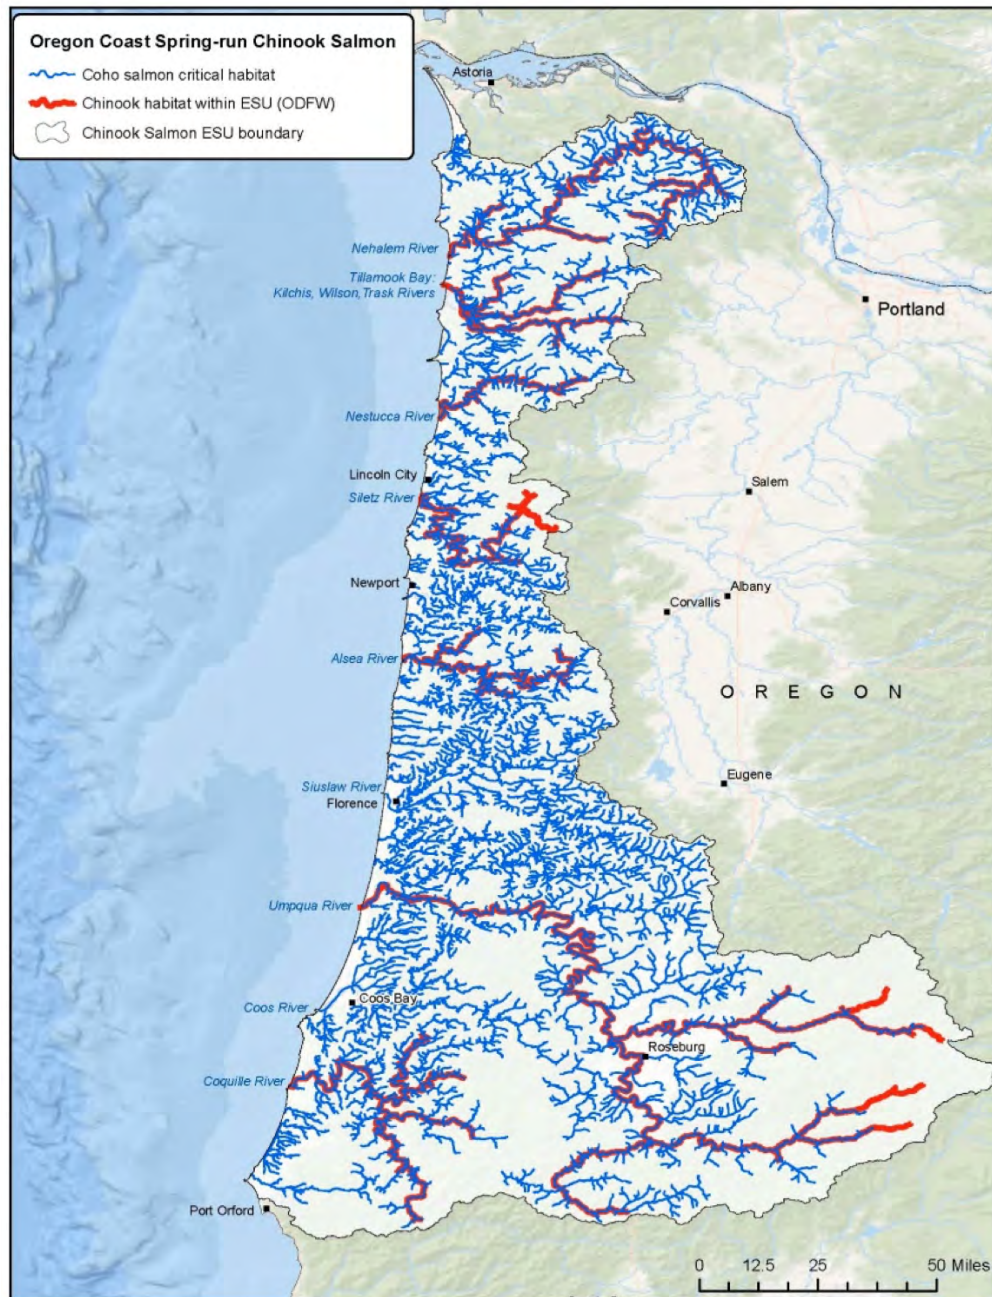 Oregon Coast Spring-run Chinook Salmon
Coho salmon critical habitat
Chinook habitat within ESU (ODFW)
Chinook Salmon ESU boundary
Astoria
Nehalem River
Tillamook Bay:
Kilchis, Wilson,Trask Rivers
Portland
Nestucca River
Lincoln City
Siletz River
Salem
Newport
Albany
Corvallis
Alsea River
OREGON
Eugene
Siuslaw River
Florence
Umpqua River
Coos Bay
Coos River
Roseburg
Coquille River
Port Orford
0 12.5 25 50 Miles